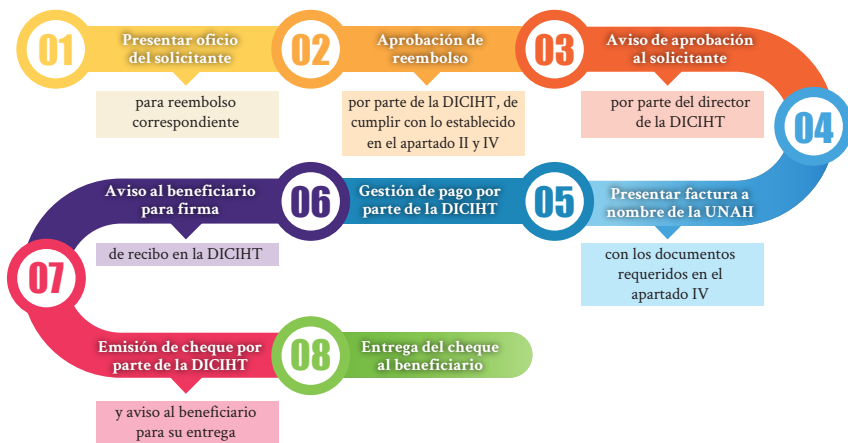 01
Presentar oficio
del solicitante
para reembolso
correspondiente
02
Aprobación de
reembolso
por parte de la DICIHT, de
cumplir con lo establecido
en el apartado II y IV
03
Aviso de aprobación
al solicitante
por parte del director
de la DICIHT
04
Presentar factura a
nombre de la UNAH
con los documentos
requeridos en el
apartado IV
05
Gestión de pago por
parte de la DICIHT
06
Aviso al beneficiario
para firma
de recibo en la DICIHT
07
Emisión de cheque por
parte de la DICIHT
y aviso al beneficiario
para su entrega
08
Entrega del cheque
al beneficiario